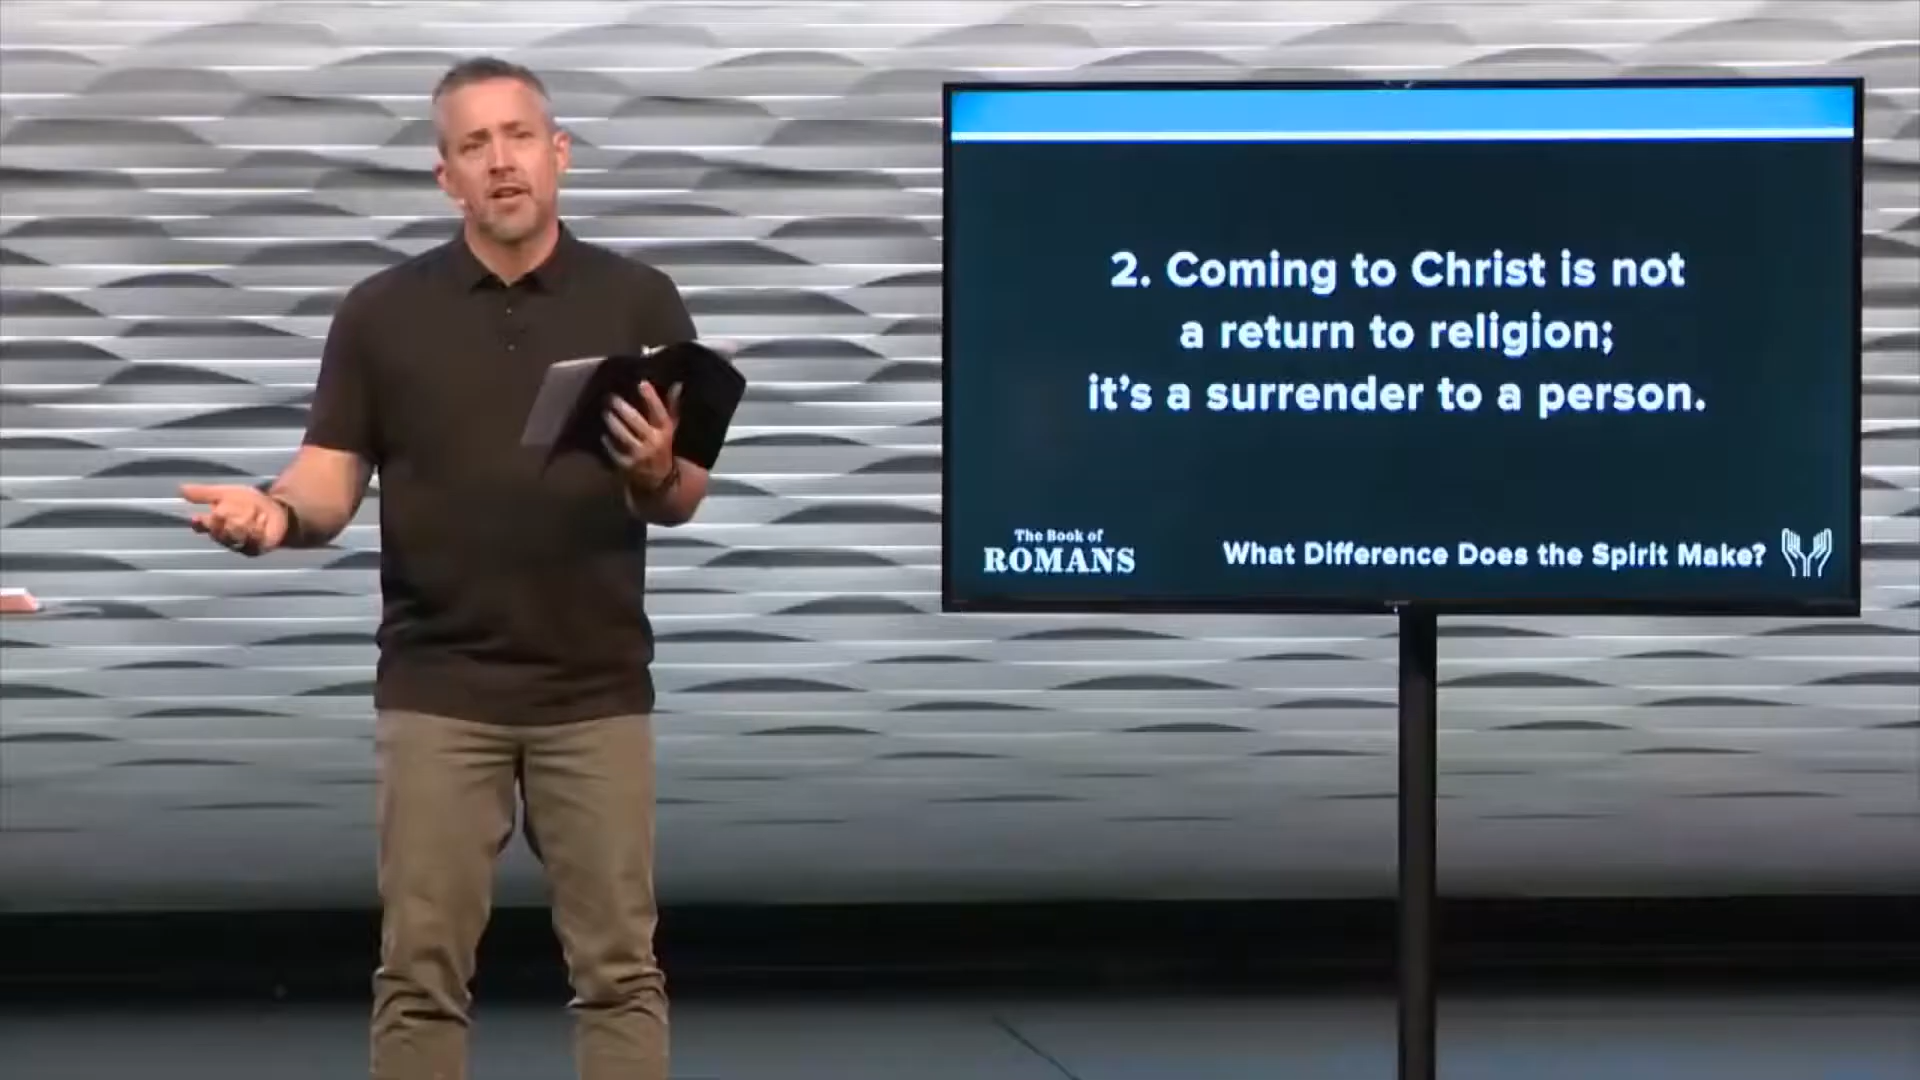 2. Coming to Christ is not
a return to religion;
it's a surrender to a person.
The Book of
ROMANS
What Difference Does the Spirit Make?